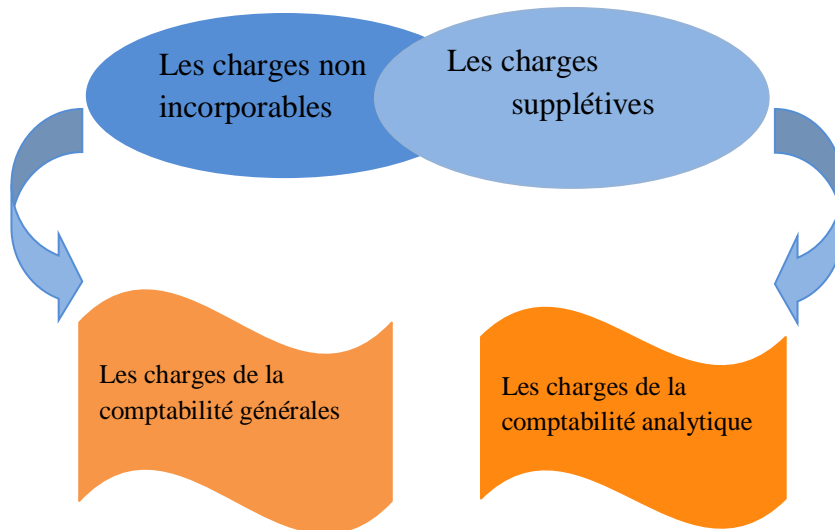 Les charges non
incorporables
Les charges
supplétives
Les charges de la
comptabilité générales
Les charges de la
comptabilité analytique